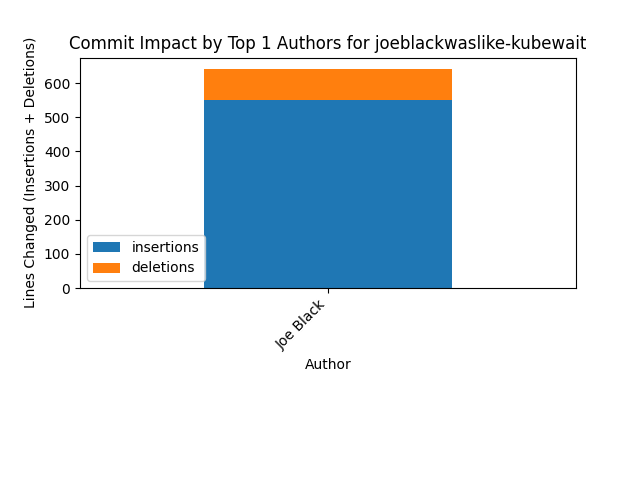 Commit Impact by Top 1 Authors for joeblackwaslike-kubewait
Lines Changed (Insertions + Deletions)
600
500
400
300
200
100
0
insertions
deletions
Joe Black
Author